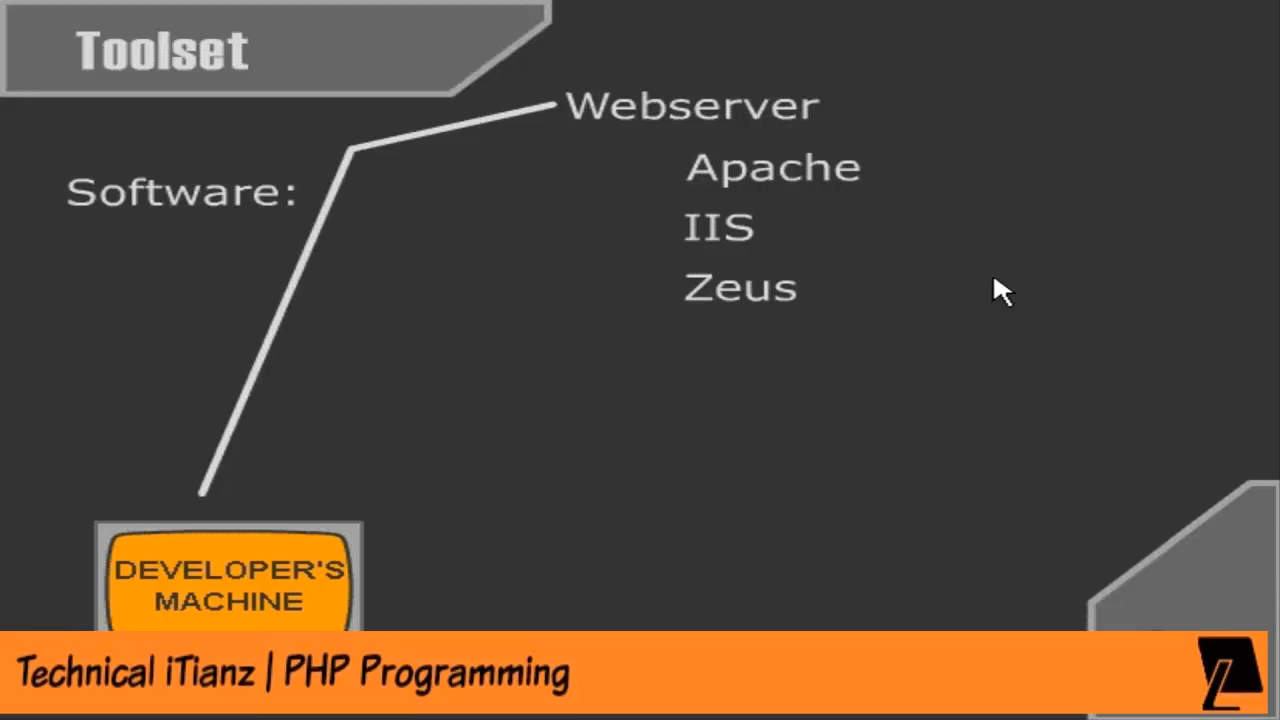 Toolset
Webserver
Apache
Software:
IIS
Zeus
DEVELOPER'S
MACHINE
Technical iTianz | PHP Programming